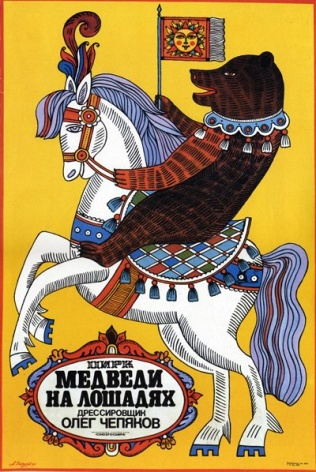 ЦИРК
МЕДВЕДИ
НА ЛОШАДЯХ
ДРЕССИРОВЩИК
ОЛЕГ ЧЕПЯКОВ